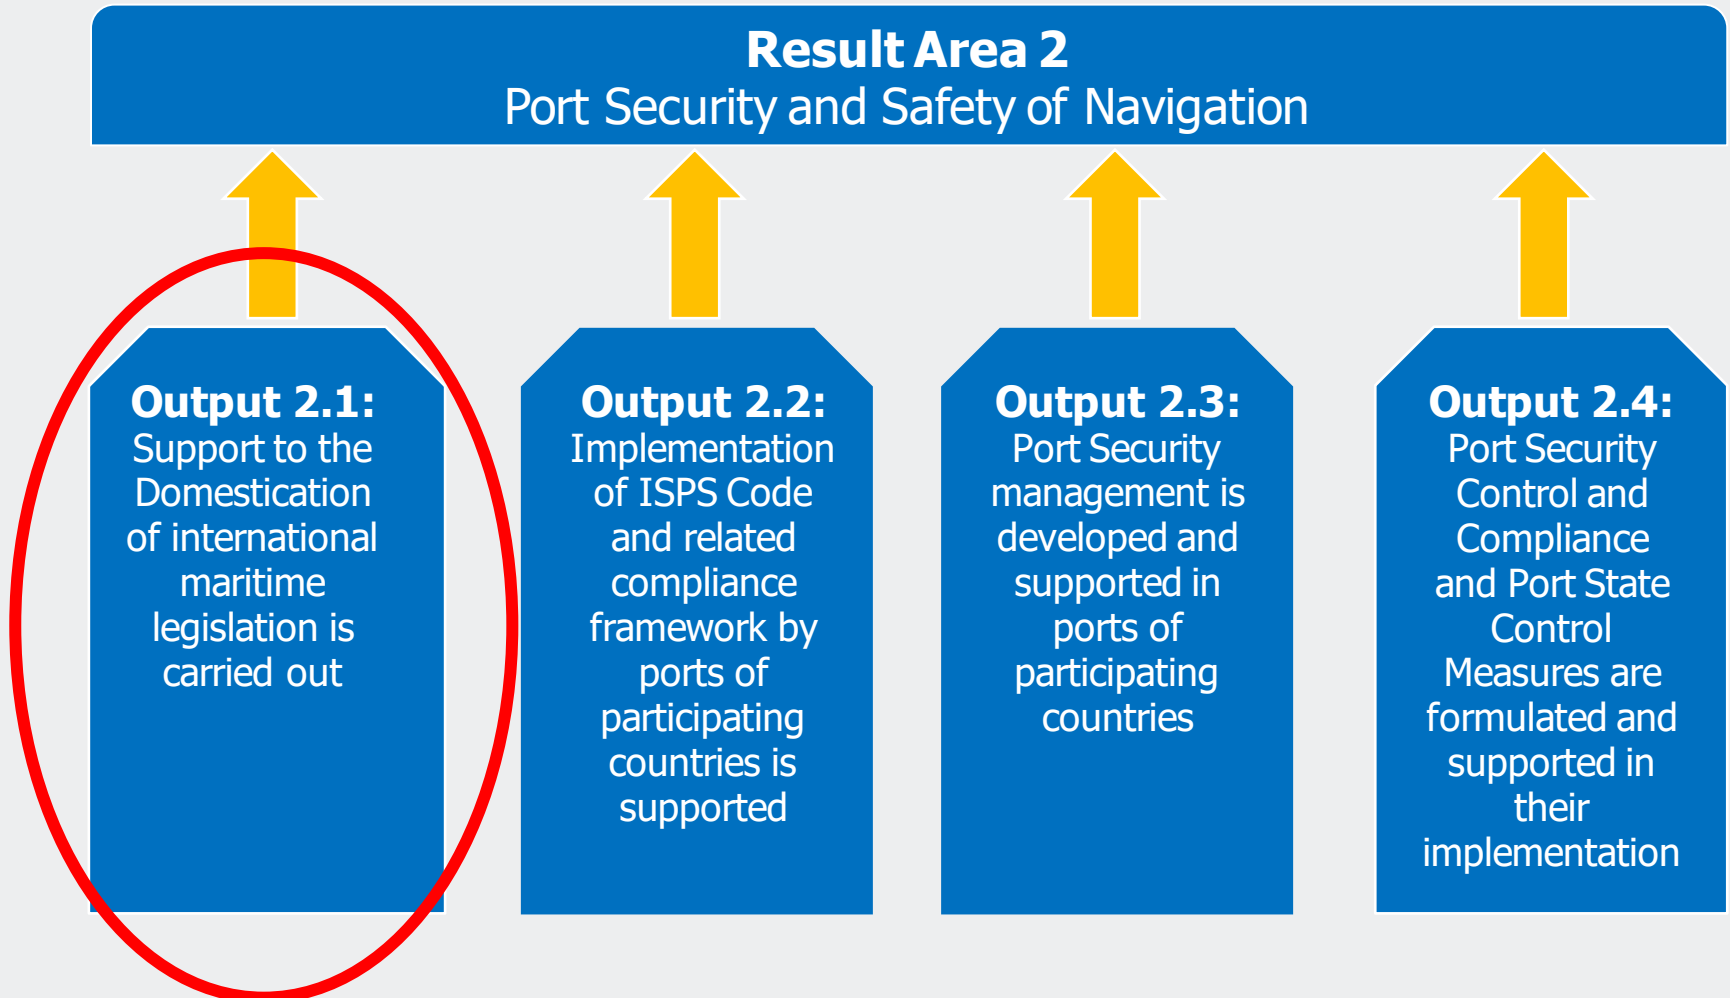 Result Area 2
Port Security and Safety of Navigation
Output 2.1:
Support to the
Domestication
of international
maritime
legislation is
carried out
Output 2.2:
Implementation
of ISPS Code
and related
compliance
framework by
ports of
participating
countries is
supported
Output 2.3:
Port Security
management is
developed and
supported in
ports of
participating
countries
Output 2.4:
Port Security
Control and
Compliance
and Port State
Control
Measures are
formulated and
supported in
their
implementation